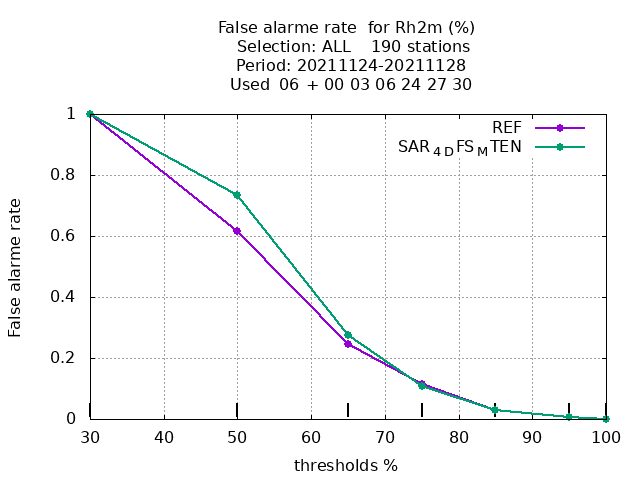 False alarme rate for Rh2m (%)
Selection: ALL 190 stations
Period: 20211124-20211128
Used 06 + 00 03 06 24 27 30
REF
SAR4DFSMTEN
False alarme rate
1
0.8
0.6
0.4
0.2
0
30 40 50 60 70 80 90 100
thresholds %